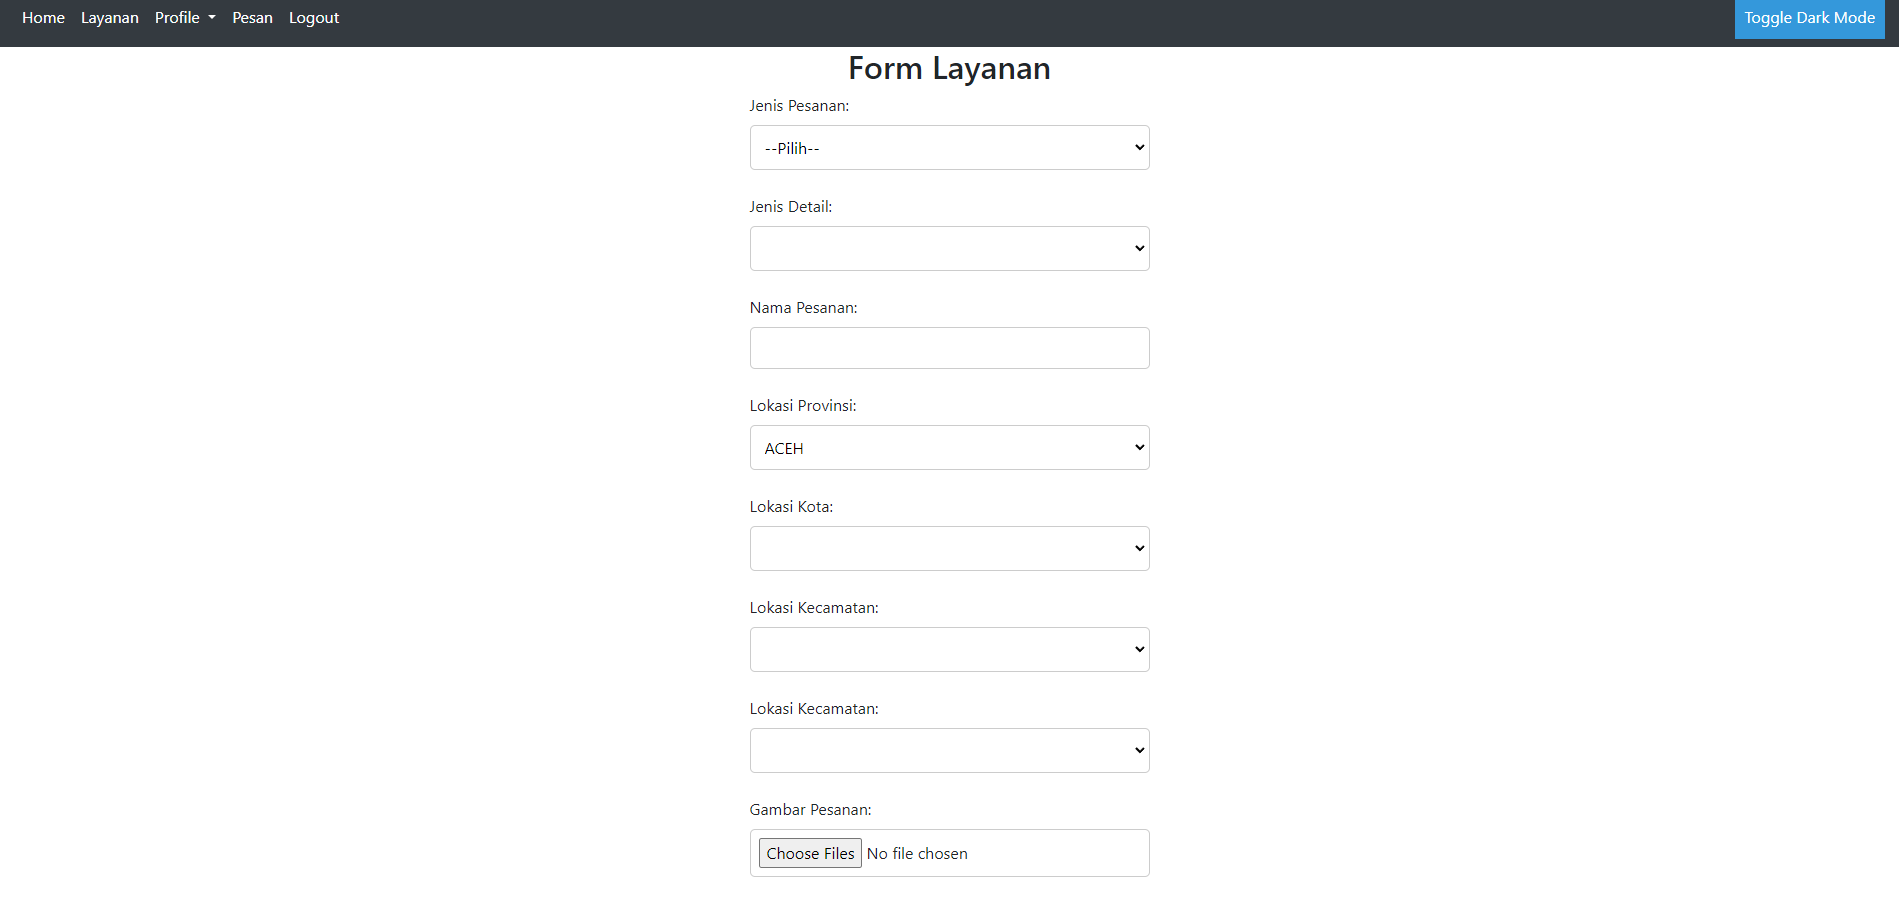 Home Layanan Profile Pesan Logout Toggle Dark Mode
Form Layanan
Jenis Pesanan:
--Pilih--
Jenis Detail:
Nama Pesanan:
Lokasi Provinsi:
ACEH
Lokasi Kota:
Lokasi Kecamatan:
Lokasi Kecamatan:
Gambar Pesanan:
Choose Files No file chosen